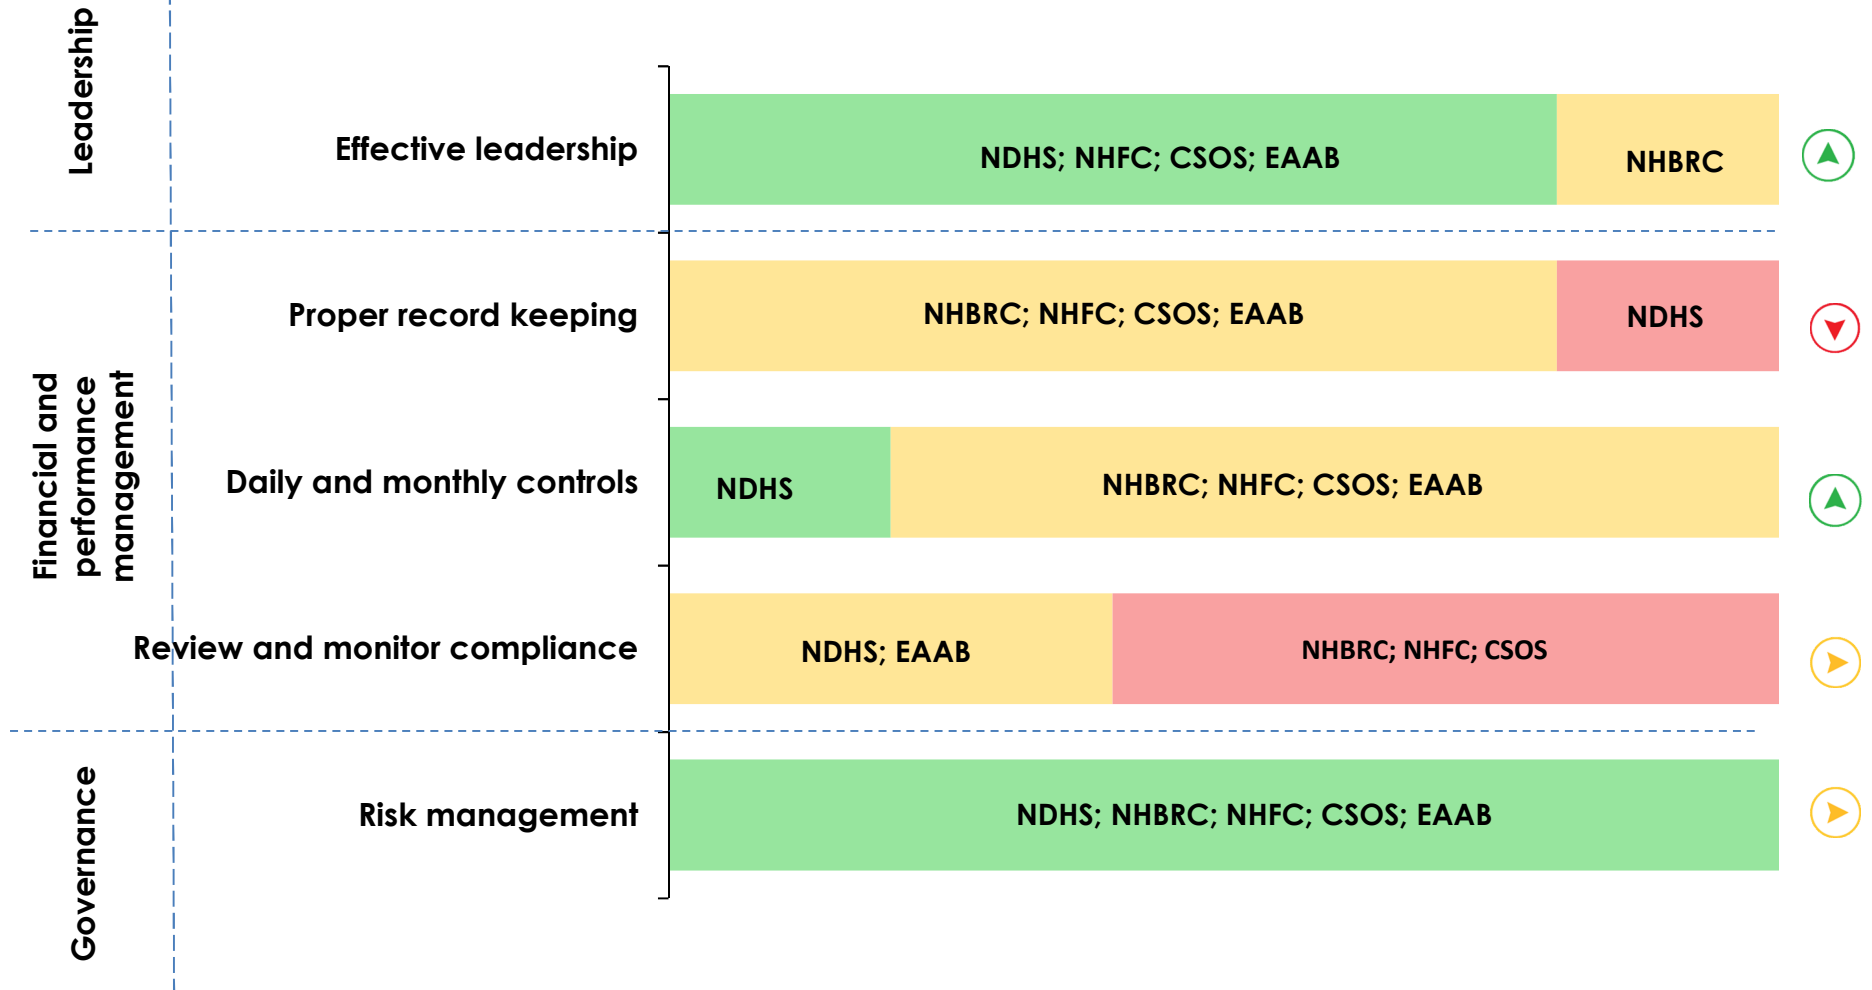 Leadership
Effective leadership
NDHS; NHFC; CSOS; EAAB
NHBRC
Financial and
performance
management
Proper record keeping
NHBRC; NHFC; CSOS; EAAB
NDHS
Daily and monthly controls
NDHS
NHBRC; NHFC; CSOS; EAAB
Review and monitor compliance
NDHS; EAAB
NHBRC; NHFC; CSOS
Governance
Risk management
NDHS; NHBRC; NHFC; CSOS; EAAB